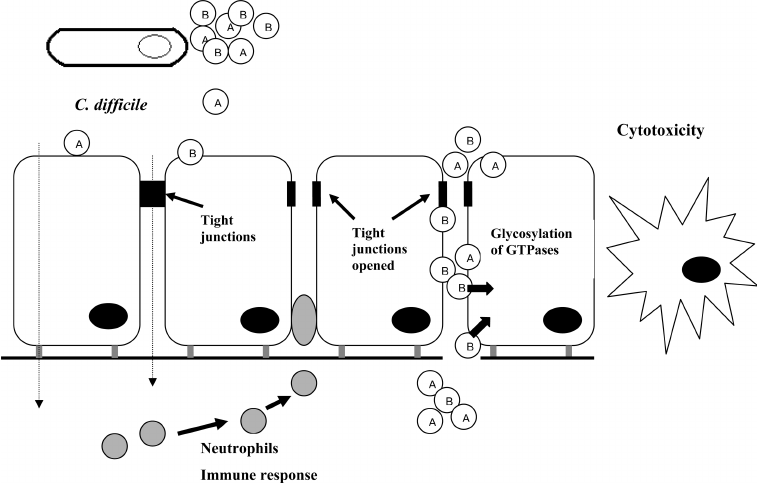 B
B
A
B
A
B
A
C. difficile
A
Cytotoxicity
B
A
B
A
A
Tight
junctions
Tight
junctions
opened
B
Glycosylation
of GTPases
A
B
B
B
A
B
A
A
Neutrophils
Immune response